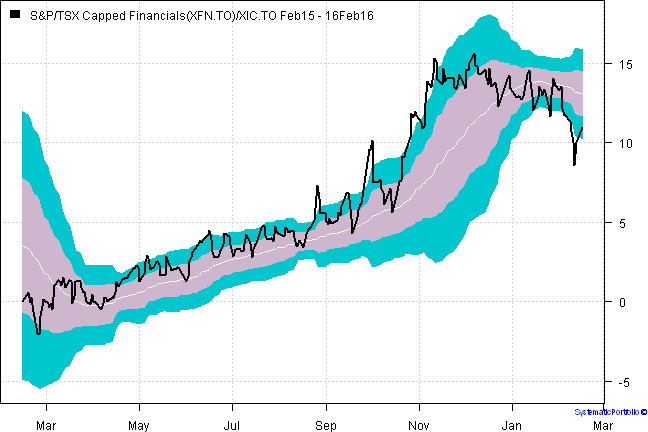 S&P/TSX Capped Financials(XFN.TO)/XIC.TO Feb15 - 16Feb16
15
10
5
0
-5
SystematicPortfolio ©
Mar May Jul Sep Nov Jan Mar